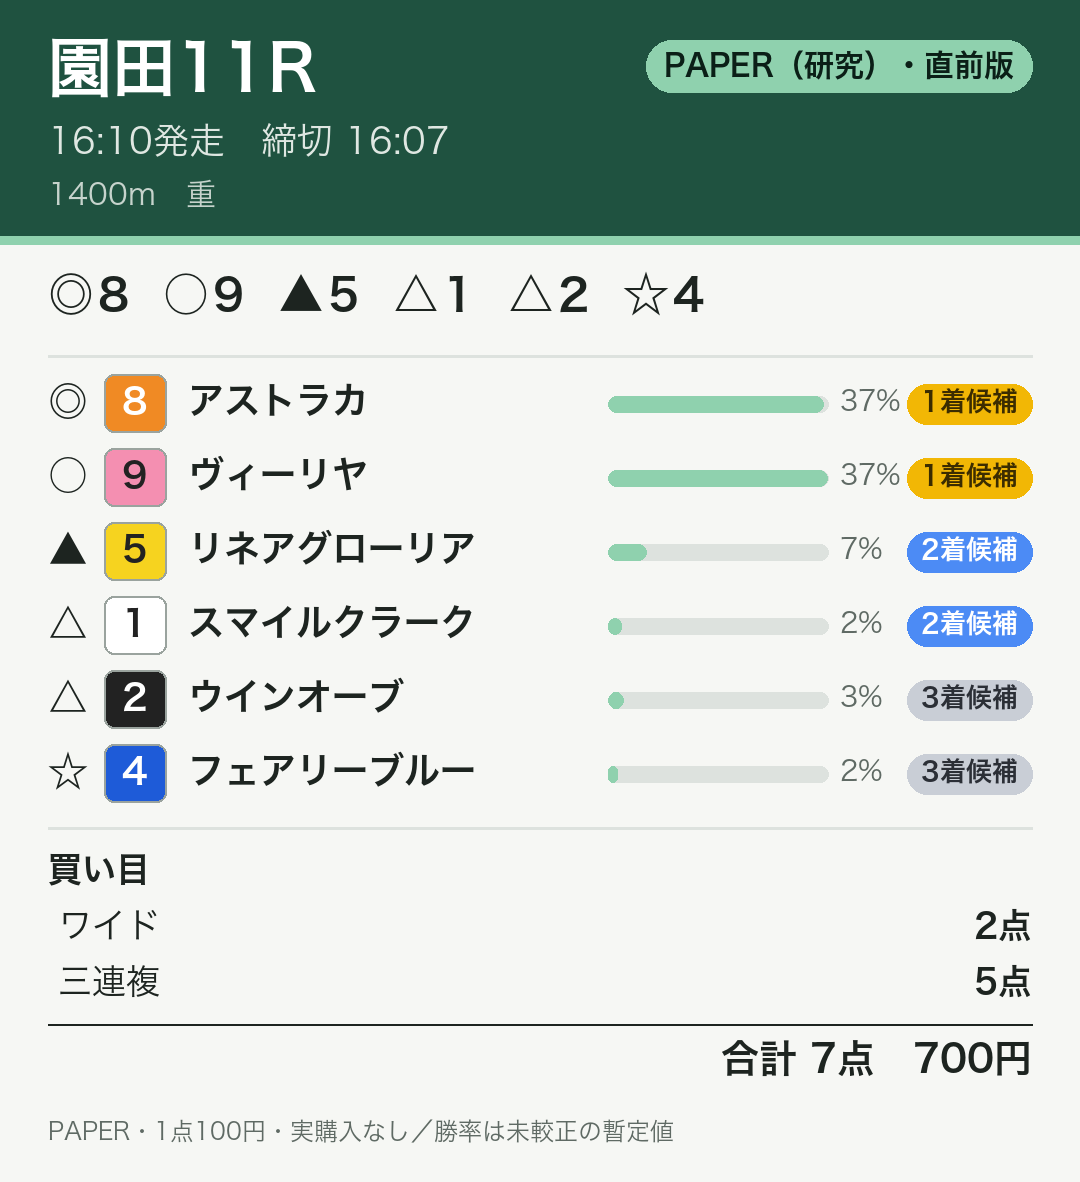 園田11R
PAPER（研究）・直前版
16:10発走　締切 16:07
1400m　重
◎8 ○9 ▲5 △1 △2 ☆4
◎ 8 アストラカ 37% 1着候補
○ 9 ヴィーリヤ 37% 1着候補
▲ 5 リネアグローリア 7% 2着候補
△ 1 スマイルクラーク 2% 2着候補
△ 2 ウインオーブ 3% 3着候補
☆ 4 フェアリーブルー 2% 3着候補
買い目
ワイド 2点
三連複 5点
合計 7点　700円
PAPER・1点100円・実購入なし／勝率は未較正の暫定値